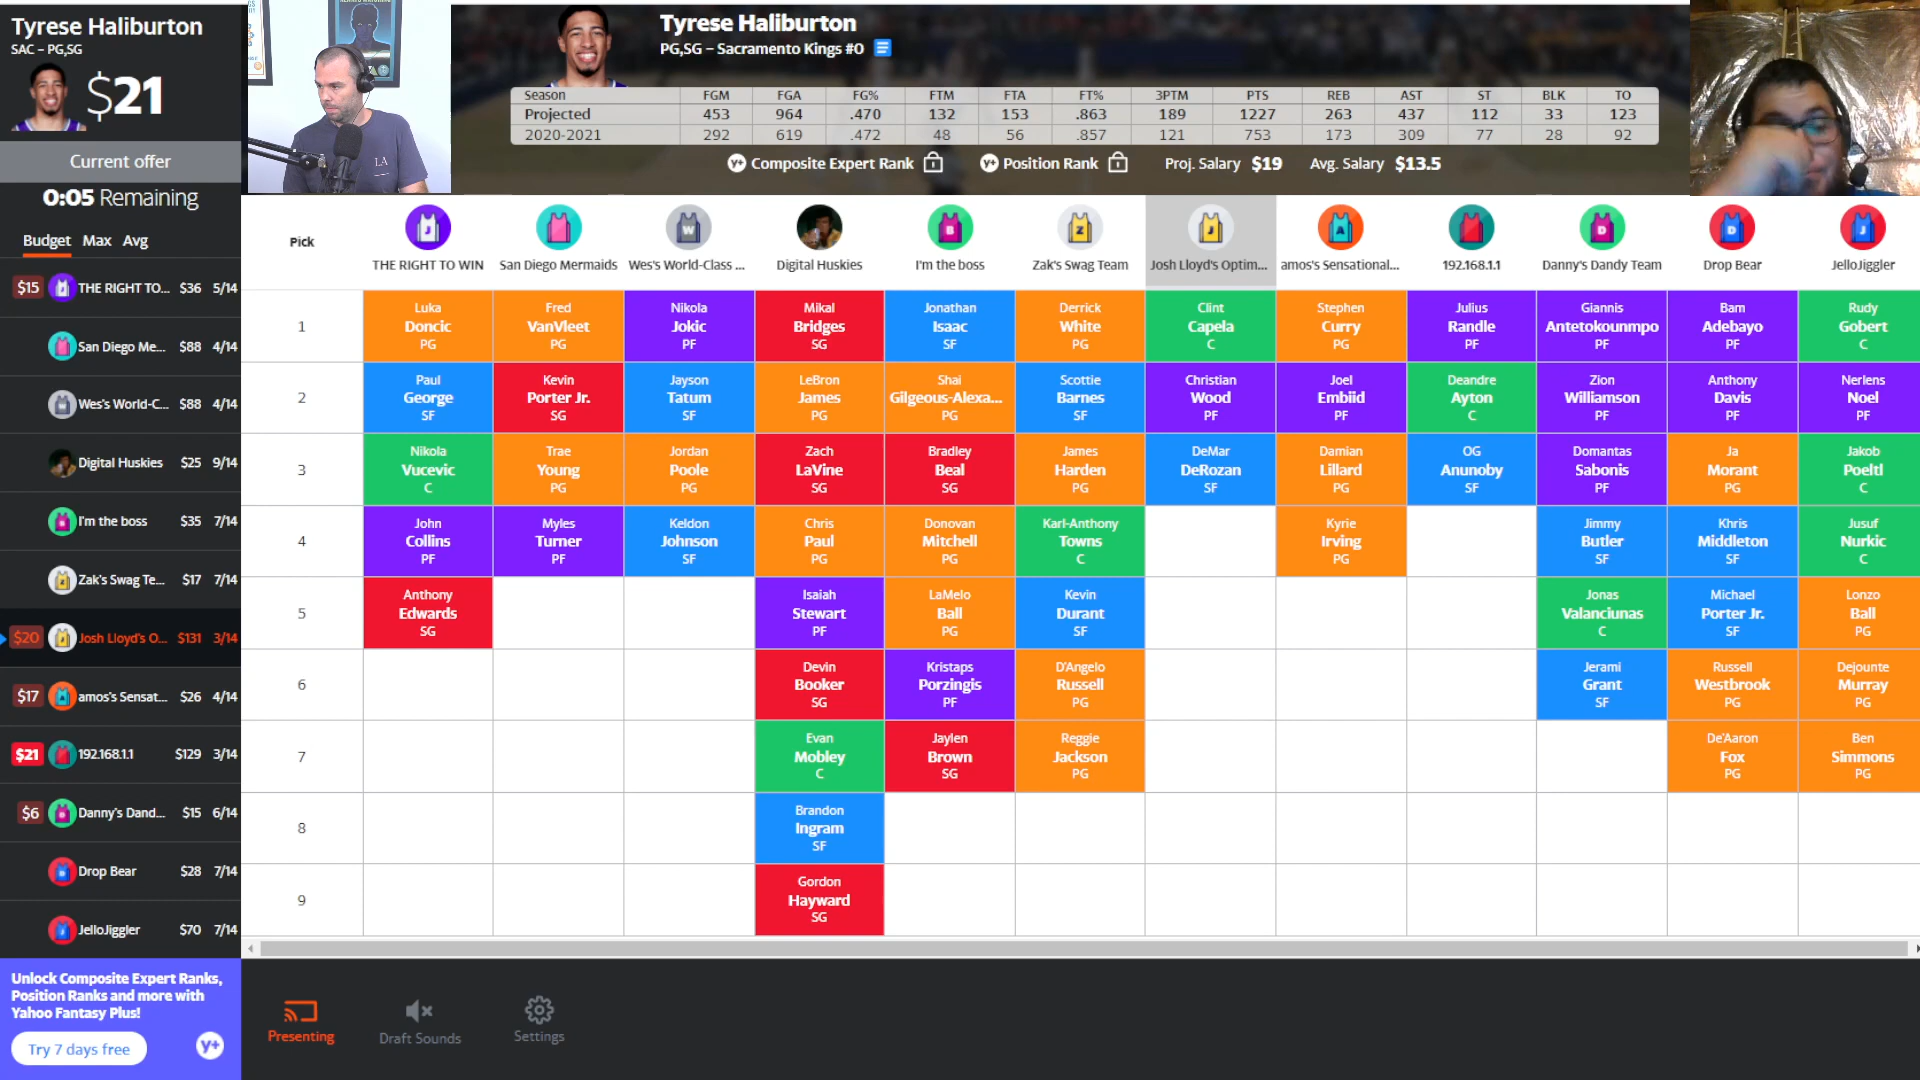 Tyrese Haliburton
SAC – PG,SG
$21
Current offer
0:05 Remaining
Budget Max Avg
$15 J THE RIGHT TO... $36 5/14
San Diego Me... $88 4/14
W Wes's World-C... $88 4/14
Digital Huskies $25 9/14
B I'm the boss $35 7/14
Z Zak's Swag Te... $17 7/14
$20 J Josh Lloyd's O... $131 3/14
$17 A amos's Sensat... $26 4/14
$21 192.168.1.1 $129 3/14
$6 D Danny's Dand... $15 6/14
D Drop Bear $28 7/14
J JelloJiggler $70 7/14
Unlock Composite Expert Ranks,
Position Ranks and more with
Yahoo Fantasy Plus!
Try 7 days free
y+
LA
Tyrese Haliburton
PG,SG – Sacramento Kings #0
Season FGM FGA FG% FTM FTA FT% 3PTM PTS REB AST ST BLK TO
Projected 453 964 .470 132 153 .863 189 1227 263 437 112 33 123
2020-2021 292 619 .472 48 56 .857 121 753 173 309 77 28 92
y+ Composite Expert Rank y+ Position Rank Proj. Salary $19 Avg. Salary $13.5
J W B Z J A D D J
Pick THE RIGHT TO WIN San Diego Mermaids Wes's World-Class ... Digital Huskies I'm the boss Zak's Swag Team Josh Lloyd's Optim... amos's Sensational... 192.168.1.1 Danny's Dandy Team Drop Bear JelloJiggler
Luka Fred Nikola Mikal Jonathan Derrick Clint Stephen Julius Giannis Bam Rudy
1 Doncic VanVleet Jokic Bridges Isaac White Capela Curry Randle Antetokounmpo Adebayo Gobert
PG PG PF SG SF PG C PG PF PF PF C
Paul Kevin Jayson LeBron Shai Scottie Christian Joel Deandre Zion Anthony Nerlens
2 George Porter Jr. Tatum James Gilgeous-Alexa... Barnes Wood Embiid Ayton Williamson Davis Noel
SF SG SF PG PG SF PF PF C PF PF PF
Nikola Trae Jordan Zach Bradley James DeMar Damian OG Domantas Ja Jakob
3 Vucevic Young Poole LaVine Beal Harden DeRozan Lillard Anunoby Sabonis Morant Poeltl
C PG PG SG SG PG SF PG SF PF PG C
John Myles Keldon Chris Donovan Karl-Anthony Kyrie Jimmy Khris Jusuf
4 Collins Turner Johnson Paul Mitchell Towns Irving Butler Middleton Nurkic
PF PF SF PG PG C PG SF SF C
Anthony Isaiah LaMelo Kevin Jonas Michael Lonzo
5 Edwards Stewart Ball Durant Valanciunas Porter Jr. Ball
SG PF PG SF C SF PG
Devin Kristaps D'Angelo Jerami Russell Dejounte
6 Booker Porzingis Russell Grant Westbrook Murray
SG PF PG SF PG PG
Evan Jaylen Reggie De'Aaron Ben
7 Mobley Brown Jackson Fox Simmons
C SG PG PG PG
Brandon
8 Ingram
SF
Gordon
9 Hayward
SG
Presenting Draft Sounds Settings